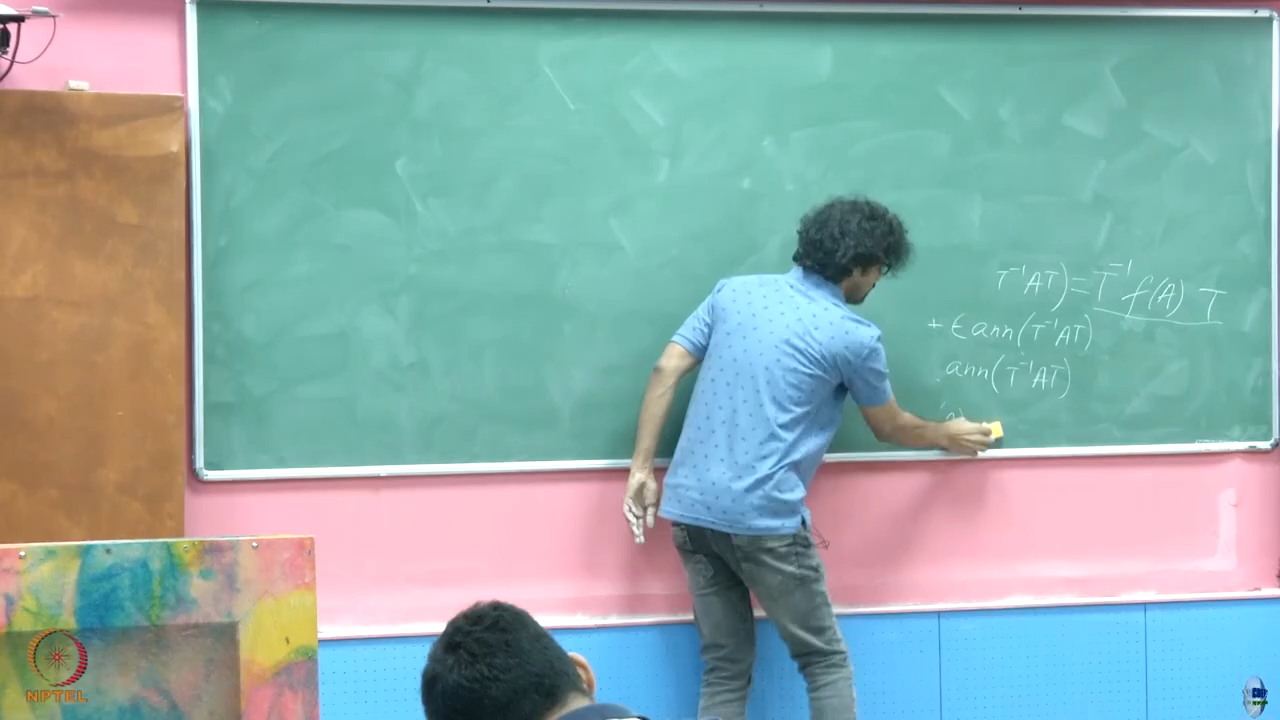 T⁻¹AT) = T⁻¹ f(A) T
+ ∈ ann(T⁻¹AT)
ann(T⁻¹AT)
NPTEL